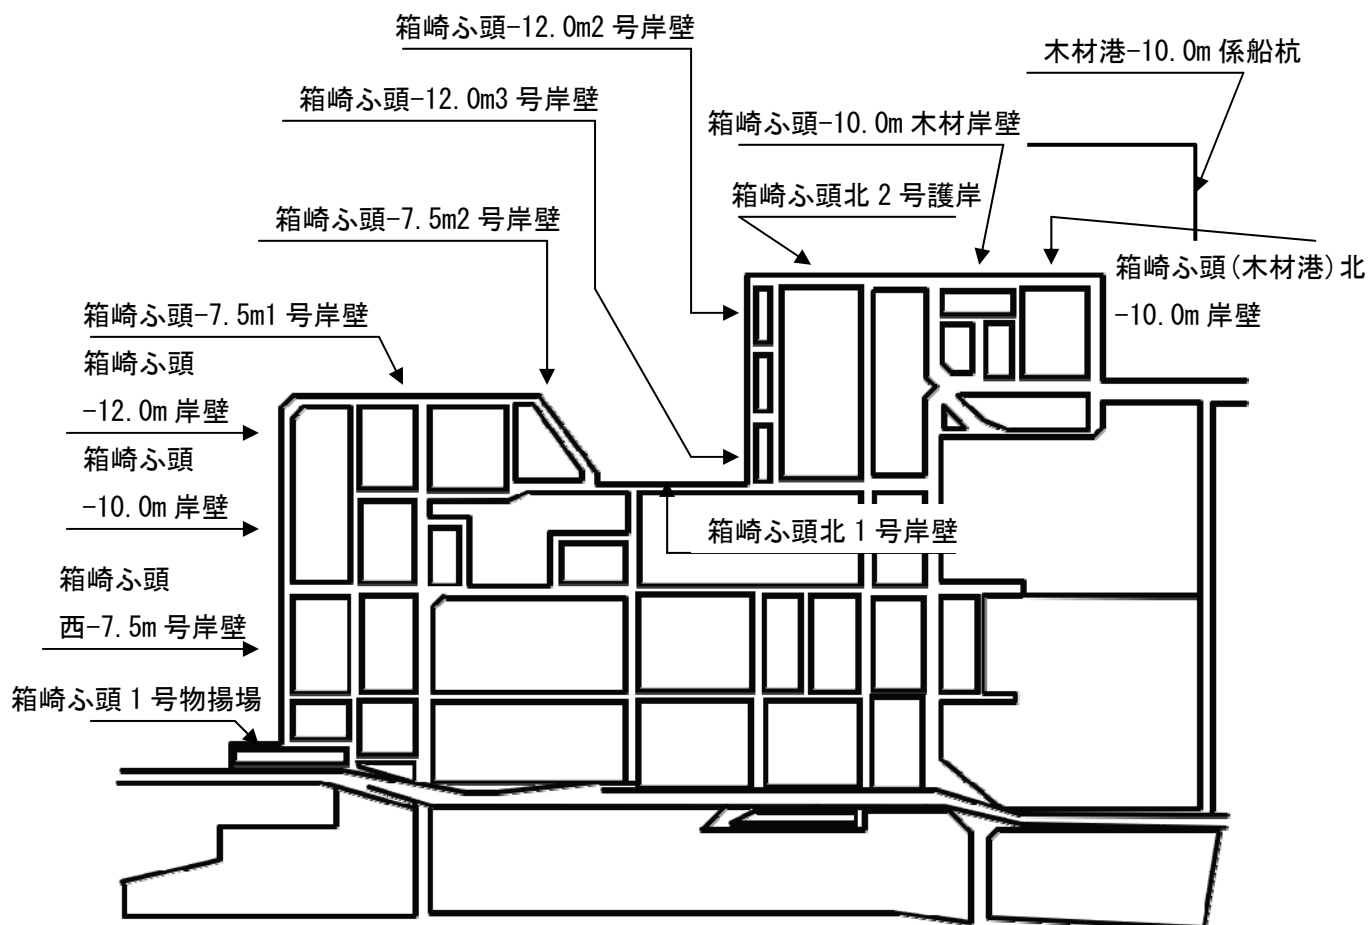 箱崎ふ頭-12.0m2 号岸壁
木材港-10.0m 係船杭
箱崎ふ頭-12.0m3 号岸壁
箱崎ふ頭-10.0m 木材岸壁
箱崎ふ頭北 2 号護岸
箱崎ふ頭-7.5m2 号岸壁
箱崎ふ頭(木材港)北
-10.0m 岸壁
箱崎ふ頭-7.5m1 号岸壁
箱崎ふ頭
-12.0m 岸壁
箱崎ふ頭
-10.0m 岸壁
箱崎ふ頭北 1 号岸壁
箱崎ふ頭
西-7.5m 号岸壁
箱崎ふ頭 1 号物揚場